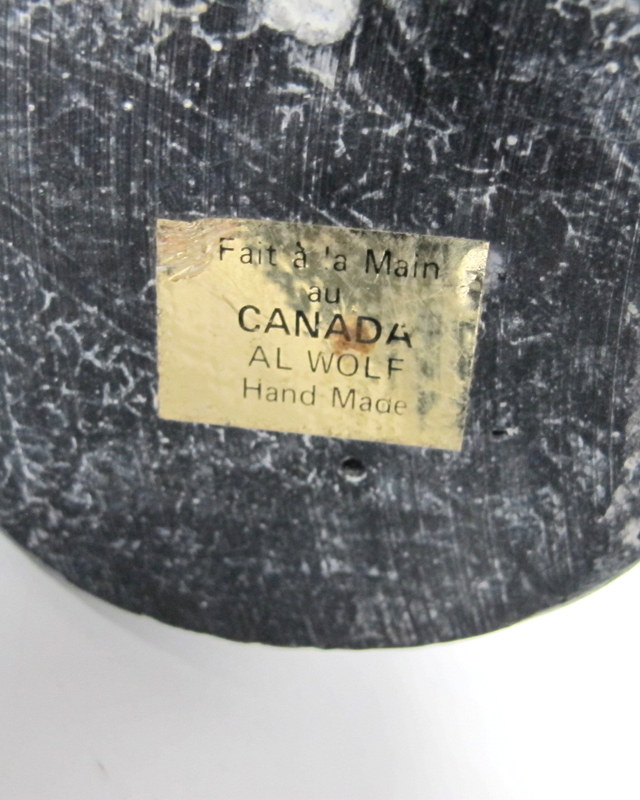 Fait à la Main
au
CANADA
AL WOLF
Hand Made